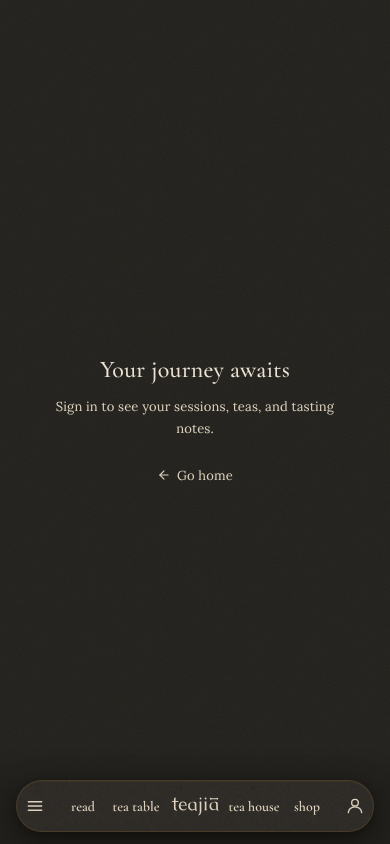 Your journey awaits
Sign in to see your sessions, teas, and tasting
notes.
← Go home
read tea table teajiā tea house shop